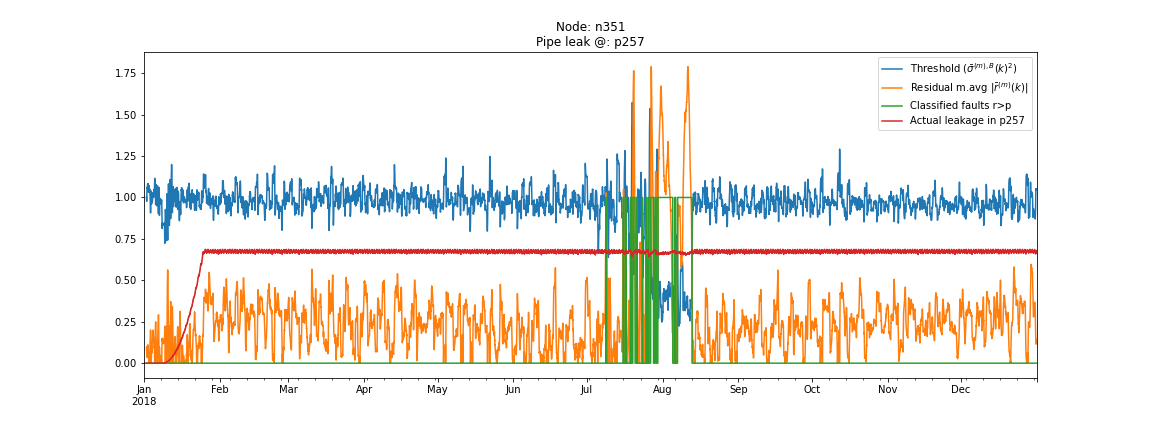 Node: n351
Pipe leak @: p257
1.75
1.50
1.25
1.00
0.75
0.50
0.25
0.00
Threshold (σ̄⁽ᵐ⁾,ᴮ(k)²)
Residual m.avg |r̄⁽ᵐ⁾(k)|
Classified faults r>p
Actual leakage in p257
Jan Feb Mar Apr May Jun Jul Aug Sep Oct Nov Dec
2018